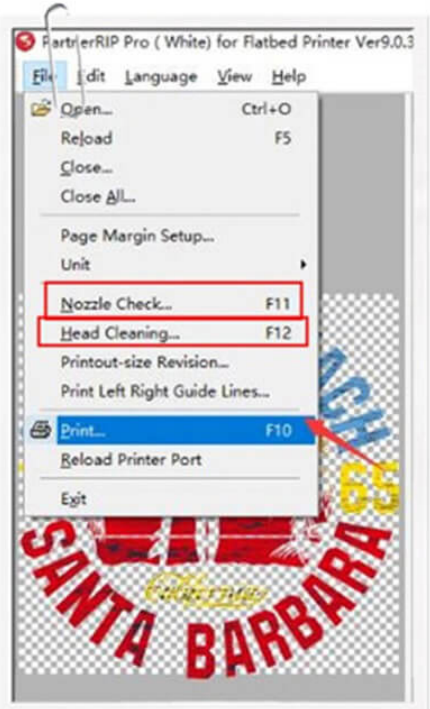 PartnerRIP Pro ( White) for Flatbed Printer Ver9.0.3
File Edit Language View Help
Open... Ctrl+O
Reload F5
Close...
Close All...
Page Margin Setup...
Unit
Nozzle Check... F11
Head Cleaning... F12
Printout-size Revision...
Print Left Right Guide Lines...
Print... F10
Reload Printer Port
Exit
ACH
65
SANTA BARBARA